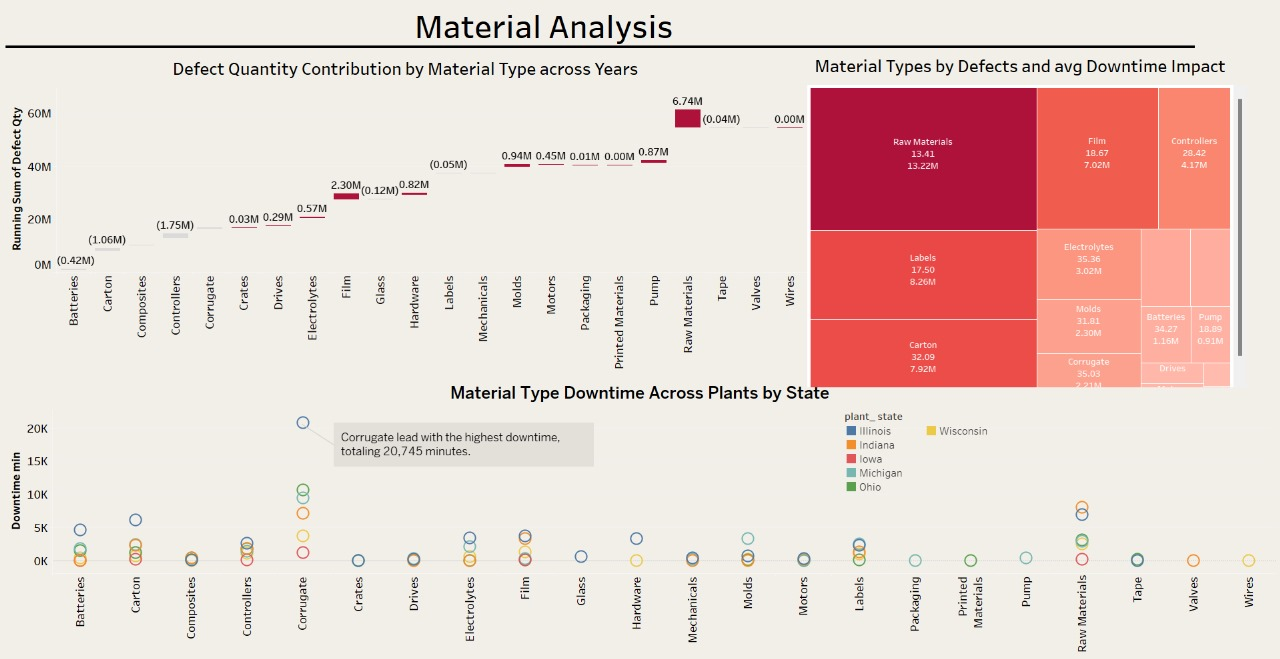 Material Analysis
Defect Quantity Contribution by Material Type across Years
Running Sum of Defect Qty
60M
40M
20M
0M
(0.42M)
(1.06M)
(1.75M)
0.03M
0.29M
0.57M
2.30M
(0.12M)
0.82M
(0.05M)
0.94M
0.45M
0.01M
0.00M
0.87M
6.74M
(0.04M)
0.00M
Batteries
Carton
Composites
Controllers
Corrugate
Crates
Drives
Electrolytes
Film
Glass
Hardware
Labels
Mechanicals
Molds
Motors
Packaging
Printed Materials
Pump
Raw Materials
Tape
Valves
Wires
Material Types by Defects and avg Downtime Impact
Raw Materials
13.41
13.22M
Labels
17.50
8.26M
Carton
32.09
7.92M
Film
18.67
7.02M
Controllers
28.42
4.17M
Electrolytes
35.36
3.02M
Molds
31.81
2.30M
Corrugate
35.03
2.21M
Batteries
34.27
1.16M
Pump
18.89
0.91M
Drives
Material Type Downtime Across Plants by State
Downtime min
20K
15K
10K
5K
0K
Corrugate lead with the highest downtime,
totaling 20,745 minutes.
plant_ state
Illinois
Indiana
Iowa
Michigan
Ohio
Wisconsin
Batteries
Carton
Composites
Controllers
Corrugate
Crates
Drives
Electrolytes
Film
Glass
Hardware
Mechanicals
Molds
Motors
Labels
Packaging
Printed
Materials
Pump
Raw Materials
Tape
Valves
Wires